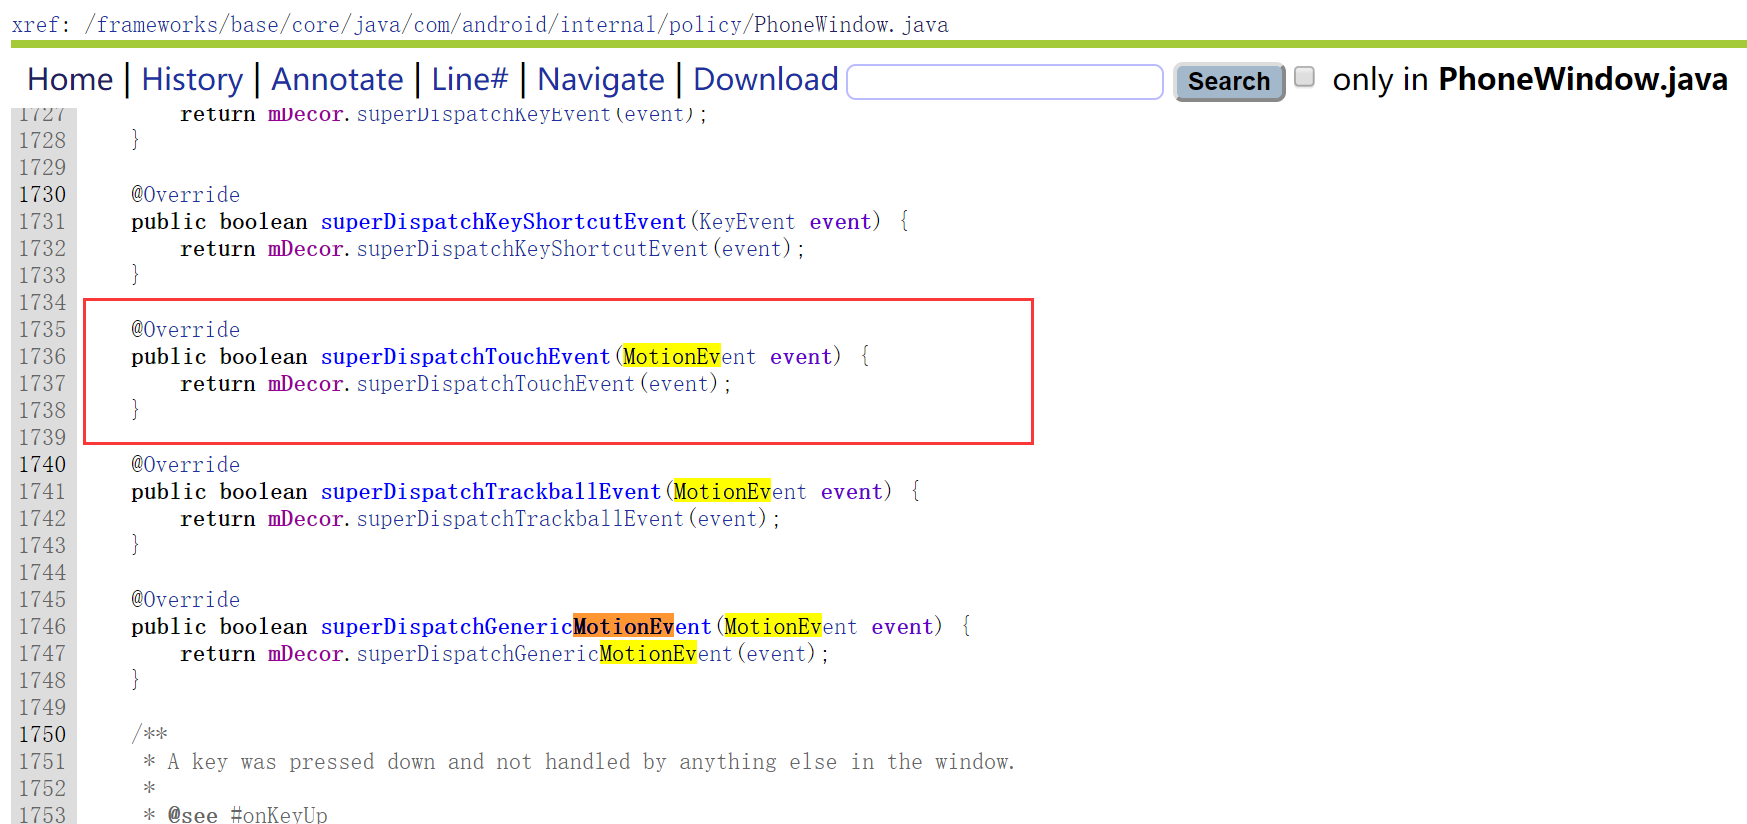 xref: /frameworks/base/core/java/com/android/internal/policy/PhoneWindow.java
Home | History | Annotate | Line# | Navigate | Download Search only in PhoneWindow.java
1727 return mDecor.superDispatchKeyEvent(event);
1728 }
1729
1730 @Override
1731 public boolean superDispatchKeyShortcutEvent(KeyEvent event) {
1732 return mDecor.superDispatchKeyShortcutEvent(event);
1733 }
1734
1735 @Override
1736 public boolean superDispatchTouchEvent(MotionEvent event) {
1737 return mDecor.superDispatchTouchEvent(event);
1738 }
1739
1740 @Override
1741 public boolean superDispatchTrackballEvent(MotionEvent event) {
1742 return mDecor.superDispatchTrackballEvent(event);
1743 }
1744
1745 @Override
1746 public boolean superDispatchGenericMotionEvent(MotionEvent event) {
1747 return mDecor.superDispatchGenericMotionEvent(event);
1748 }
1749
1750 /**
1751 * A key was pressed down and not handled by anything else in the window.
1752 *
1753 * @see #onKeyUp